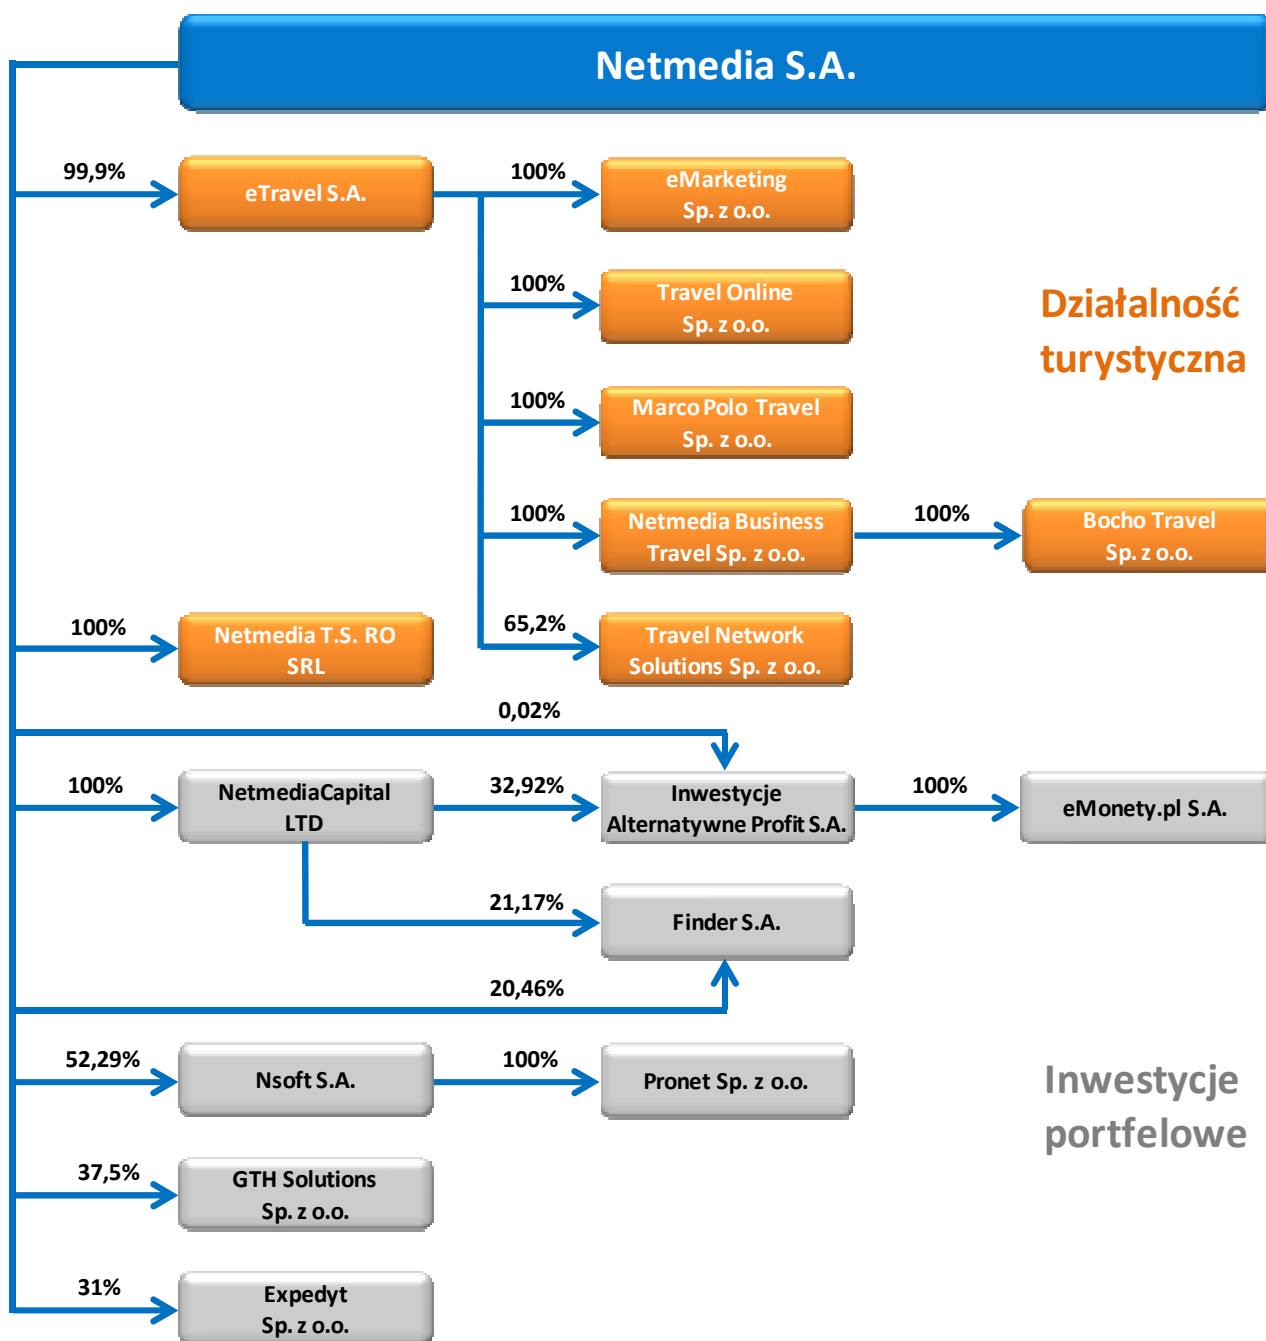 Netmedia S.A.
99,9%
eTravel S.A.
100%
eMarketing
Sp. z o.o.
100%
Travel Online
Sp. z o.o.
Działalność
turystyczna
100%
Marco Polo Travel
Sp. z o.o.
100%
Netmedia Business
Travel Sp. z o.o.
100%
Bocho Travel
Sp. z o.o.
100%
Netmedia T.S. RO
SRL
65,2%
Travel Network
Solutions Sp. z o.o.
0,02%
100%
NetmediaCapital
LTD
32,92%
Inwestycje
Alternatywne Profit S.A.
100%
eMonety.pl S.A.
21,17%
Finder S.A.
20,46%
52,29%
Nsoft S.A.
100%
Pronet Sp. z o.o.
Inwestycje
portfelowe
37,5%
GTH Solutions
Sp. z o.o.
31%
Expedyt
Sp. z o.o.